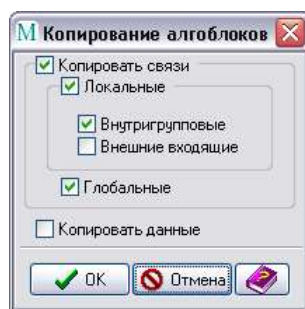 M Копирование алгоблоков
Копировать связи
Локальные
Внутригрупповые
Внешние входящие
Глобальные
Копировать данные
OK Отмена ?